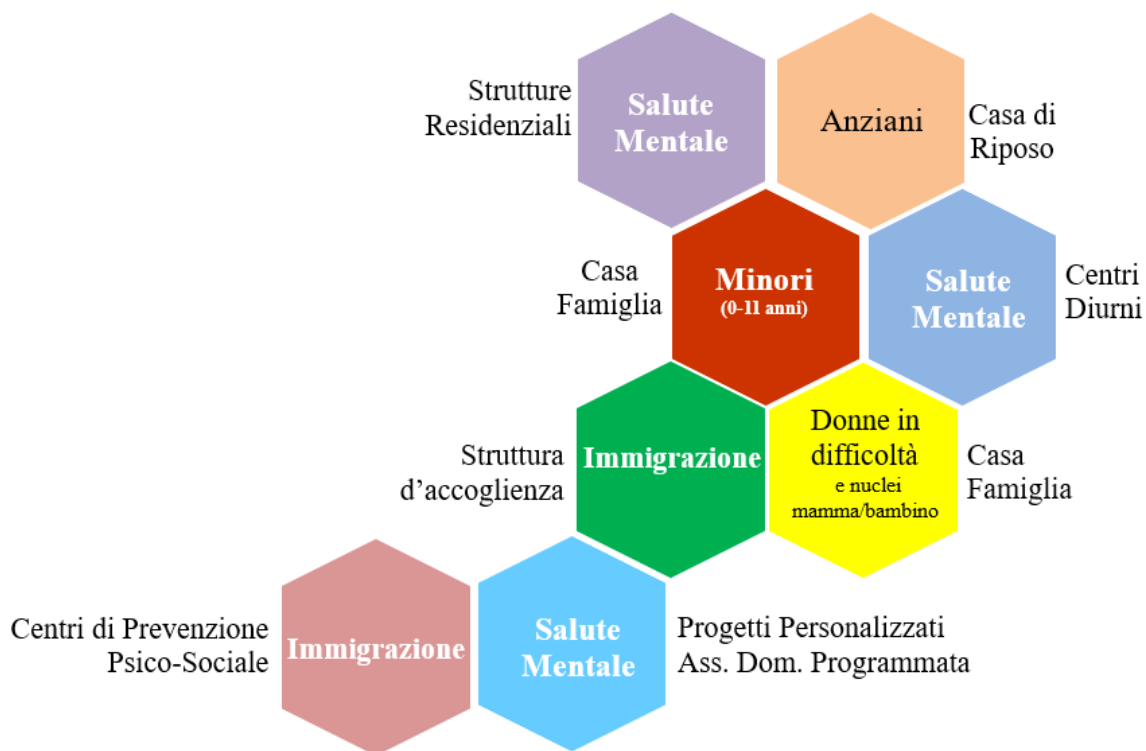 Strutture
Residenziali
Salute
Mentale
Anziani
Casa di
Riposo
Casa
Famiglia
Minori
(0-11 anni)
Salute
Mentale
Centri
Diurni
Struttura
d’accoglienza
Immigrazione
Donne in
difficoltà
e nuclei
mamma/bambino
Casa
Famiglia
Centri di Prevenzione
Psico-Sociale
Immigrazione
Salute
Mentale
Progetti Personalizzati
Ass. Dom. Programmata